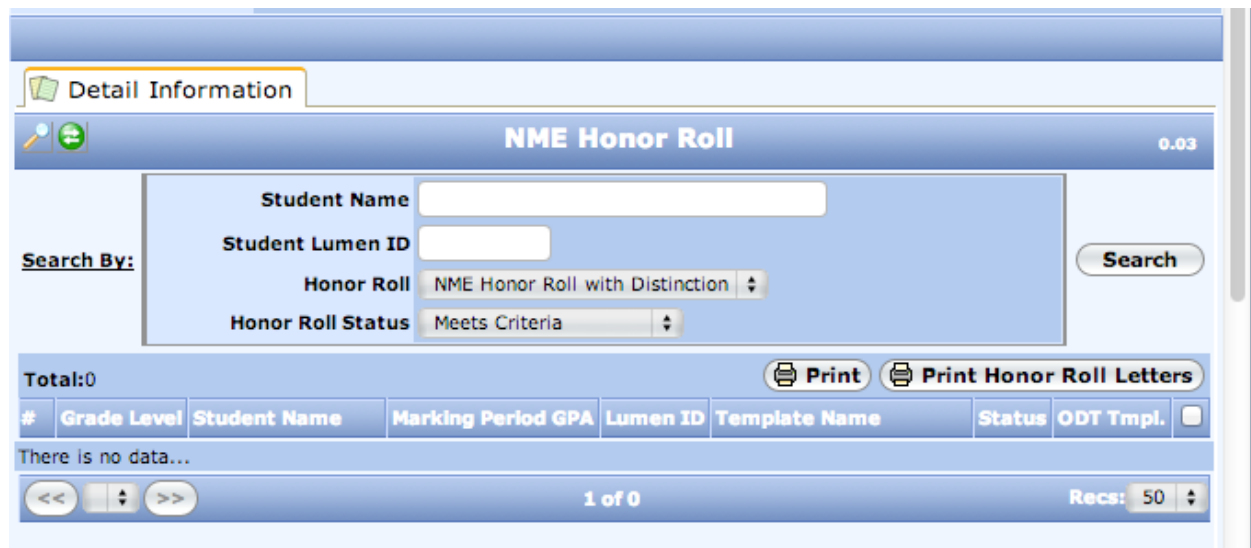 Detail Information
NME Honor Roll 0.03
Student Name
Student Lumen ID
Search By:
Search
Honor Roll NME Honor Roll with Distinction
Honor Roll Status Meets Criteria
Total:0 Print Print Honor Roll Letters
# Grade Level Student Name Marking Period GPA Lumen ID Template Name Status ODT Tmpl.
There is no data...
<< >> 1 of 0 Recs: 50